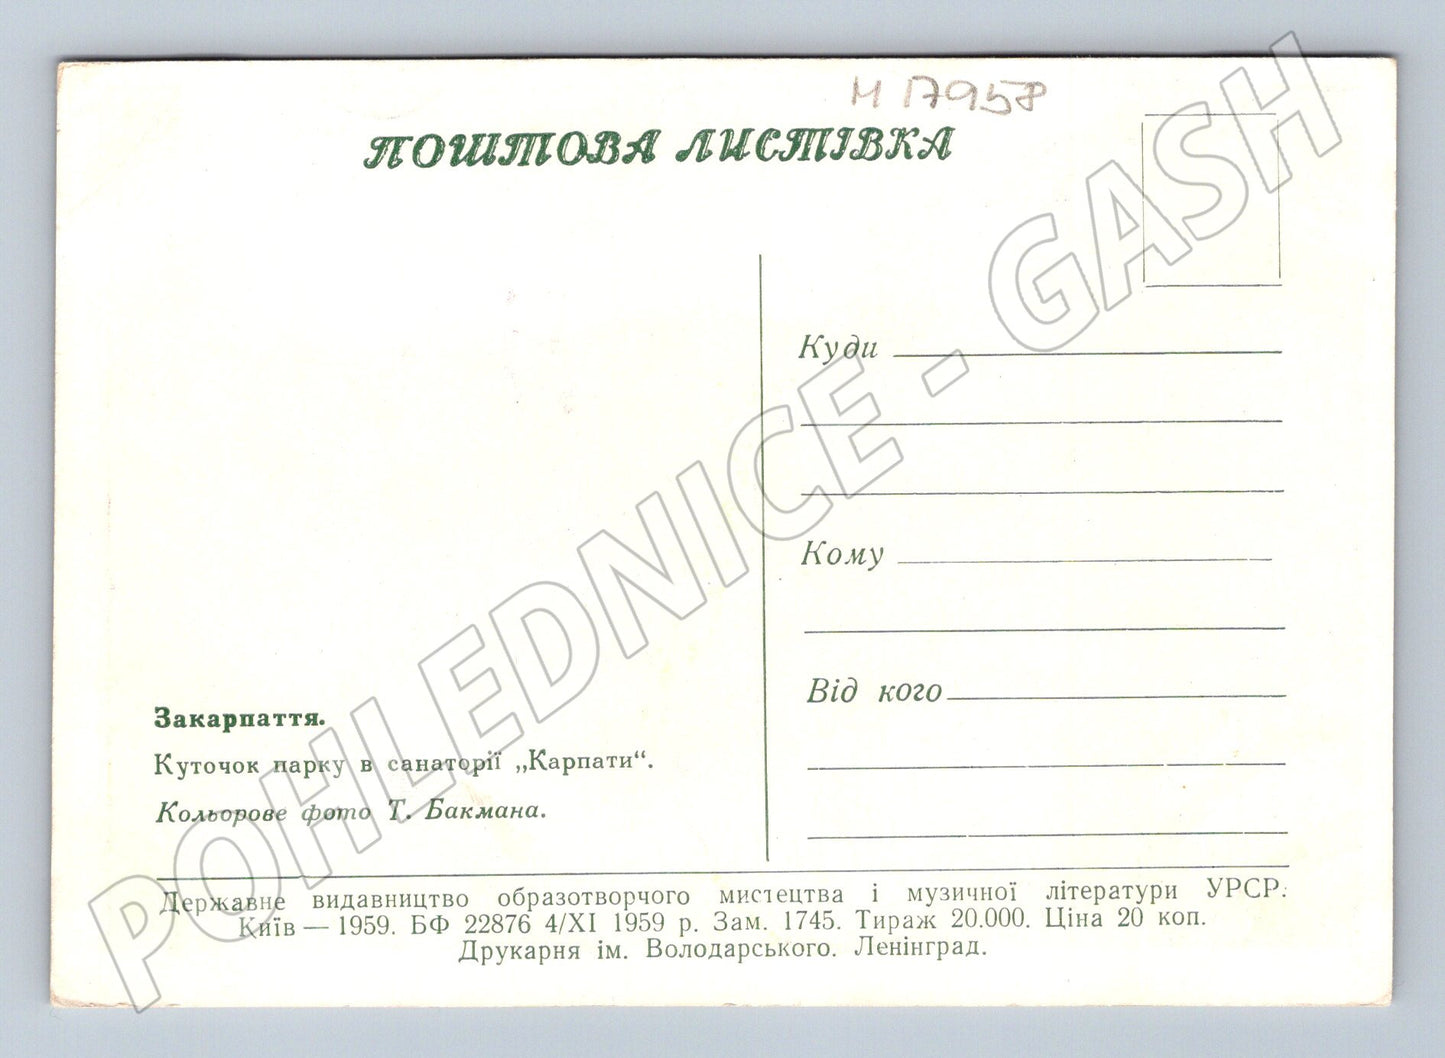 М 17958
ПОШТОВА ЛИСТІВКА
Куди
Кому
Від кого
Закарпаття.
Куточок парку в санаторії „Карпати“.
Кольорове фото Т. Бакмана.
Державне видавництво образотворчого мистецтва і музичної літератури УРСР.
Київ — 1959. БФ 22876 4/XI 1959 р. Зам. 1745. Тираж 20.000. Ціна 20 коп.
Друкарня ім. Володарського. Ленінград.
POHLEDNICE - GASH